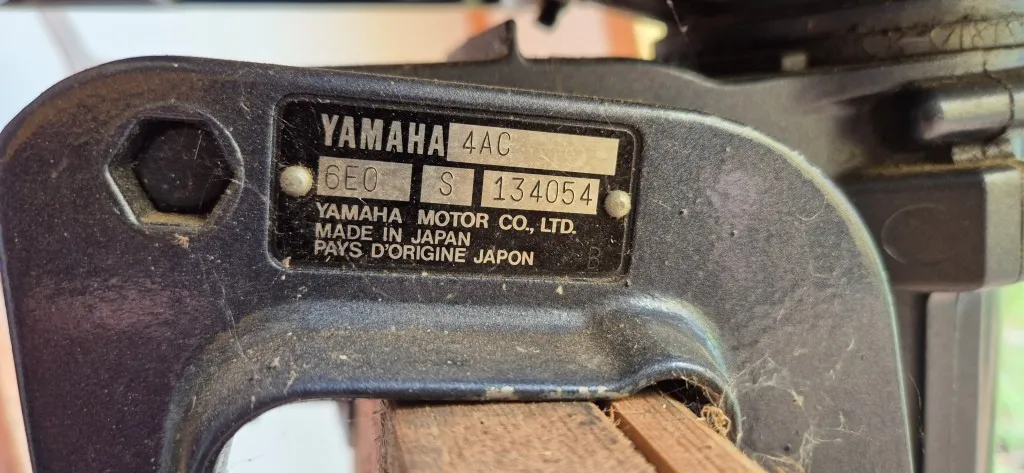 YAMAHA 4AC
6E0 S 134054
YAMAHA MOTOR CO., LTD.
MADE IN JAPAN
PAYS D'ORIGINE JAPON
B